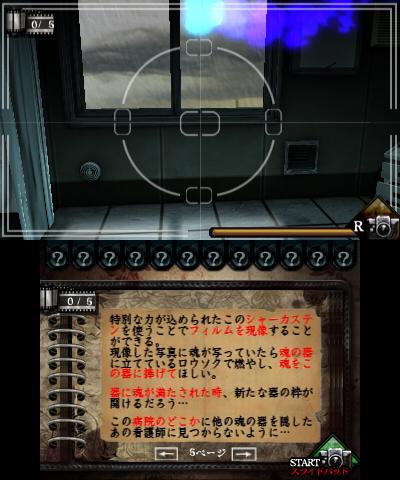 0/ 5
R
? ? ? ? ? ? ? ? ? ? ? ?
0/ 5
特別な力が込められたこのシャーカステ
ンを使うことでフィルムを現像すること
ができる。
現像した写真に魂が写っていたら魂の器
に立てているロウソクで燃やし、魂をこ
の器に捧げてほしい。
器に魂が満たされた時、新たな器の枠が
開けるだろう…
この病院のどこかに他の魂の器を隠した
あの看護師に見つからないように…
← 5ページ →
START
スライドパッド